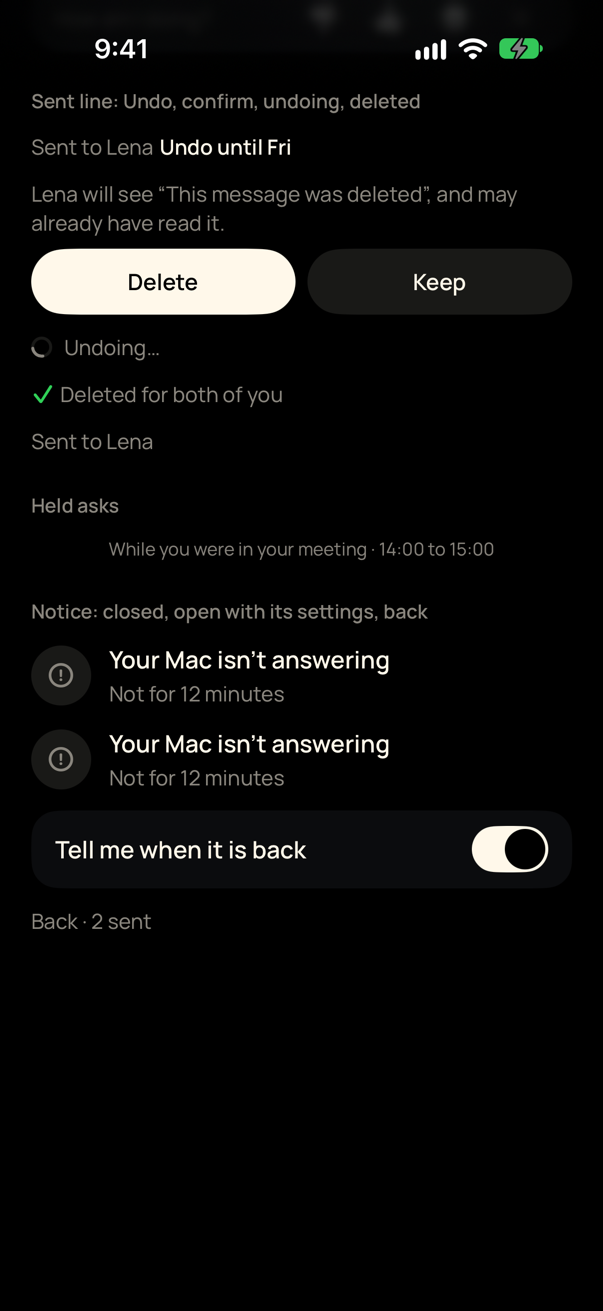 9:41
Sent line: Undo, confirm, undoing, deleted
Sent to Lena Undo until Fri
Lena will see “This message was deleted”, and may
already have read it.
Delete
Keep
Undoing…
Deleted for both of you
Sent to Lena
Held asks
While you were in your meeting · 14:00 to 15:00
Notice: closed, open with its settings, back
Your Mac isn’t answering
Not for 12 minutes
Your Mac isn’t answering
Not for 12 minutes
Tell me when it is back
Back · 2 sent